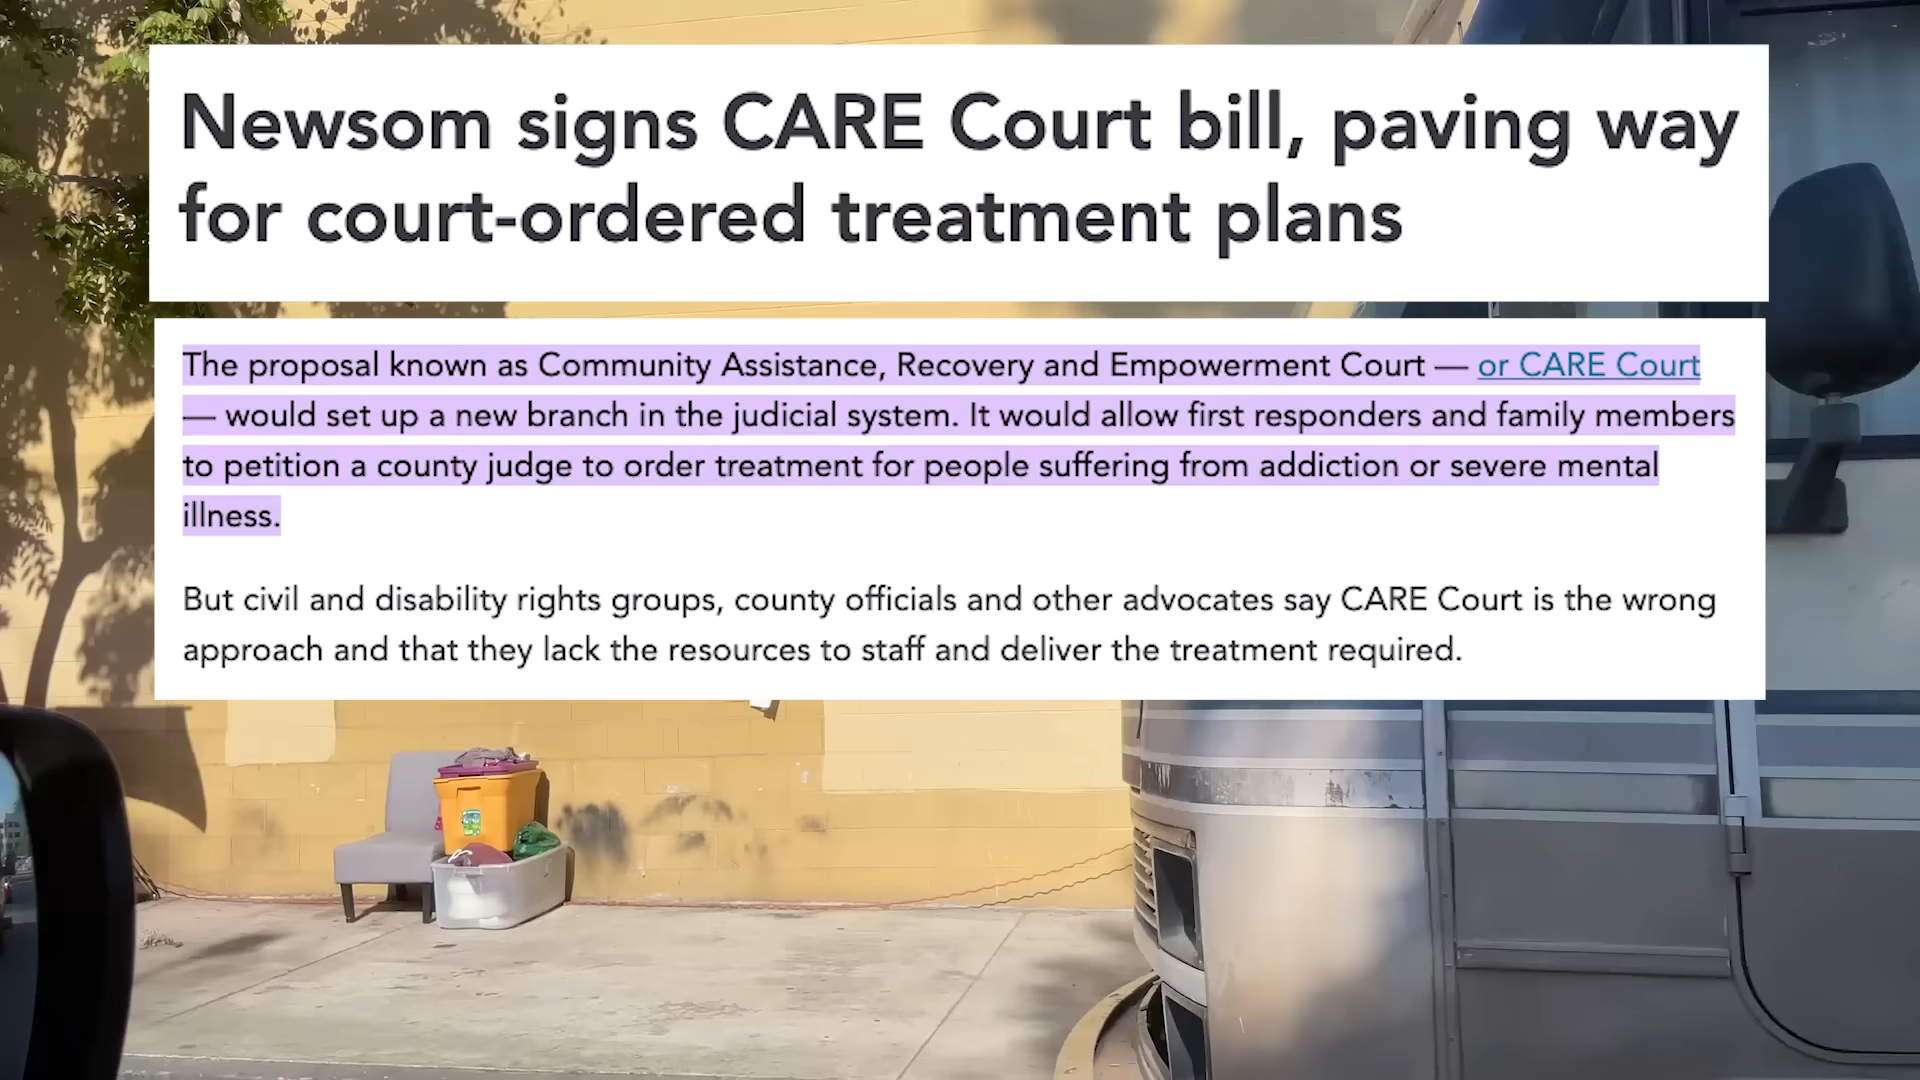 Newsom signs CARE Court bill, paving way
for court-ordered treatment plans
The proposal known as Community Assistance, Recovery and Empowerment Court — or CARE Court
— would set up a new branch in the judicial system. It would allow first responders and family members
to petition a county judge to order treatment for people suffering from addiction or severe mental
illness.
But civil and disability rights groups, county officials and other advocates say CARE Court is the wrong
approach and that they lack the resources to staff and deliver the treatment required.